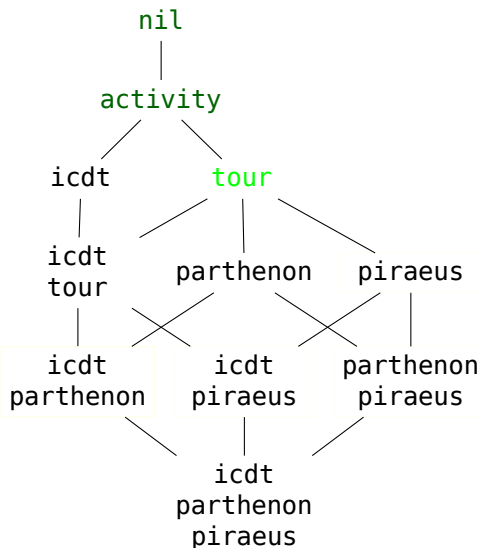 nil
activity
icdt
tour
icdt
tour
parthenon
piraeus
icdt
parthenon
icdt
piraeus
parthenon
piraeus
icdt
parthenon
piraeus